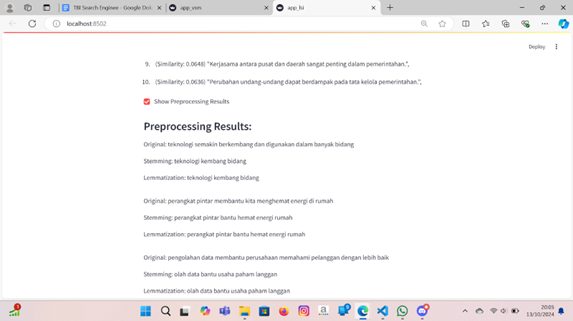 TBI Search Engine - Google Doc
app_vsm
app_lsi
localhost:8502
Deploy
9. (Similarity: 0.0648) "Kerjasama antara pusat dan daerah sangat penting dalam pemerintahan.",
10. (Similarity: 0.0636) "Perubahan undang-undang dapat berdampak pada tata kelola pemerintahan.",
Show Preprocessing Results
Preprocessing Results:
Original: teknologi semakin berkembang dan digunakan dalam banyak bidang
Stemming: teknologi kembang bidang
Lemmatization: teknologi kembang bidang
Original: perangkat pintar membantu kita menghemat energi di rumah
Stemming: perangkat pintar bantu hemat energi rumah
Lemmatization: perangkat pintar bantu hemat energi rumah
Original: pengolahan data membantu perusahaan memahami pelanggan dengan lebih baik
Stemming: olah data bantu usaha paham langgan
Lemmatization: olah data bantu usaha paham langgan
20:05
13/10/2024